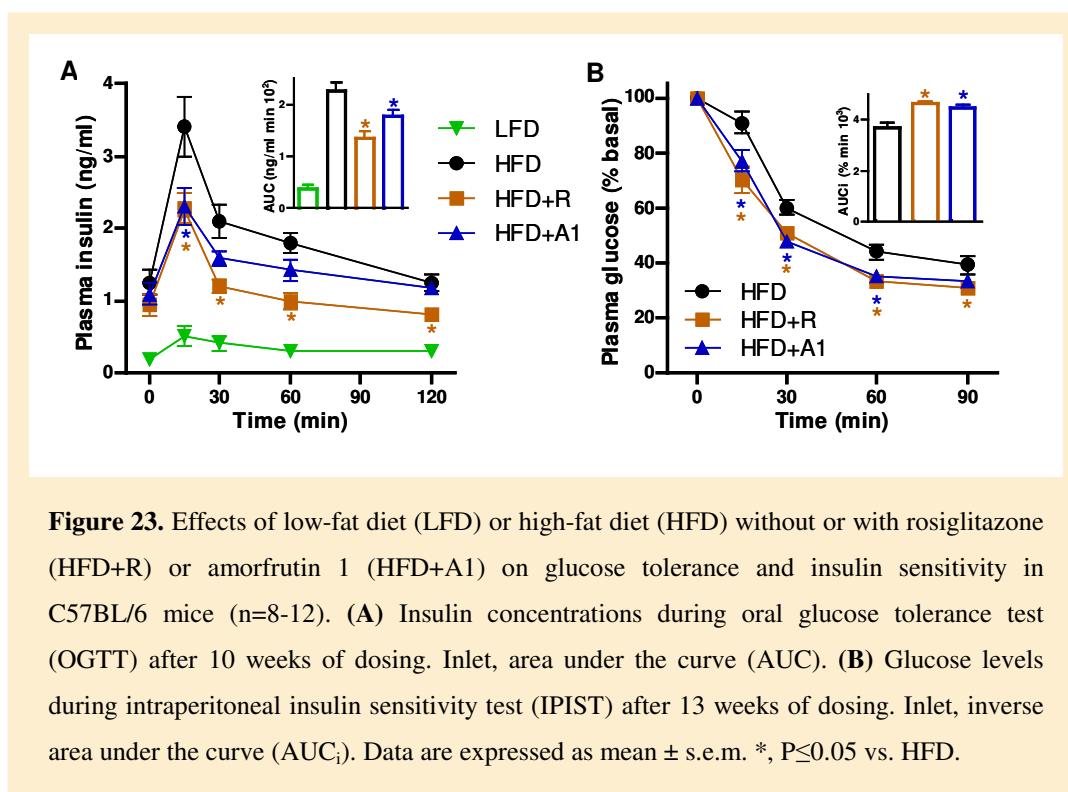 A
Plasma insulin (ng/ml)
4
3
2
1
0
0 30 60 90 120
Time (min)
AUC (ng/ml min 10²)
2
1
0
*
*
*
*
*
*
*
LFD
HFD
HFD+R
HFD+A1
B
Plasma glucose (% basal)
100
80
60
40
20
0
0 30 60 90
Time (min)
AUCi (% min 10³)
4
2
0
*
*
*
*
*
*
*
*
*
HFD
HFD+R
HFD+A1
Figure 23. Effects of low-fat diet (LFD) or high-fat diet (HFD) without or with rosiglitazone
(HFD+R) or amorfrutin 1 (HFD+A1) on glucose tolerance and insulin sensitivity in
C57BL/6 mice (n=8-12). (A) Insulin concentrations during oral glucose tolerance test
(OGTT) after 10 weeks of dosing. Inlet, area under the curve (AUC). (B) Glucose levels
during intraperitoneal insulin sensitivity test (IPIST) after 13 weeks of dosing. Inlet, inverse
area under the curve (AUCᵢ). Data are expressed as mean ± s.e.m. *, P≤0.05 vs. HFD.